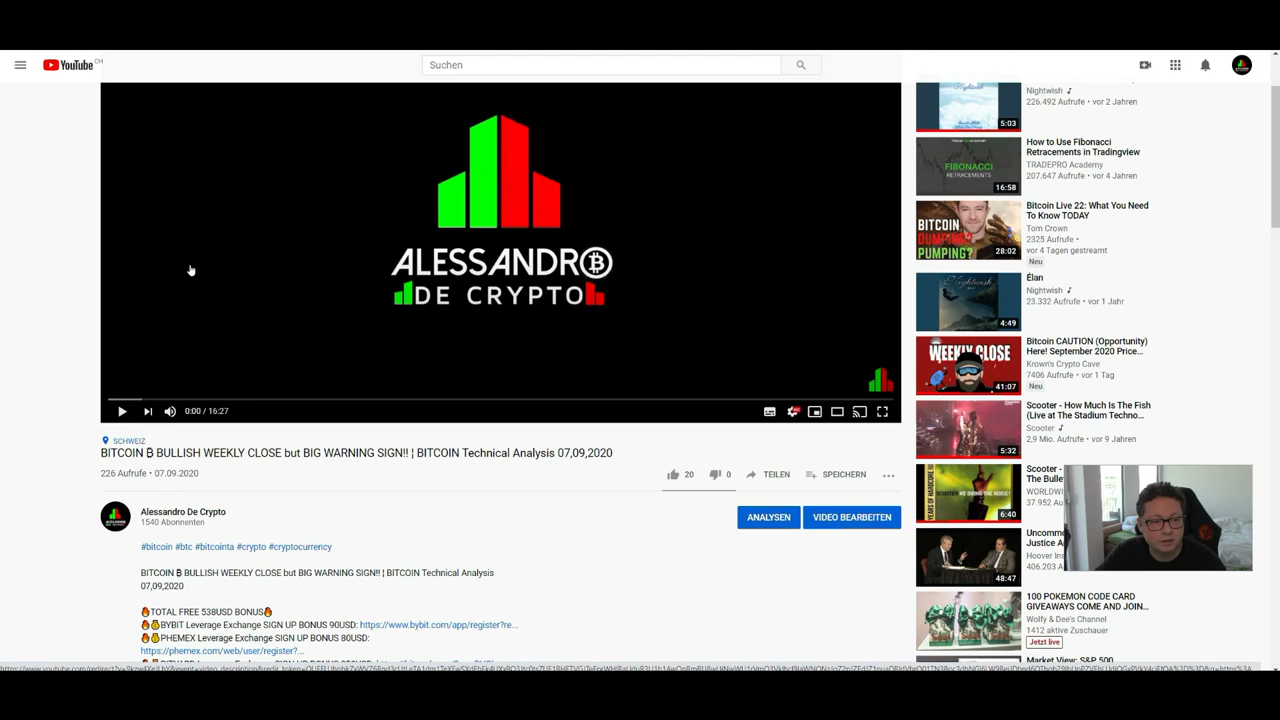 YouTube CH
Suchen
ALESSANDRO
DE CRYPTO
0:00 / 16:27
SCHWEIZ
BITCOIN ₿ BULLISH WEEKLY CLOSE but BIG WARNING SIGN!! ¦ BITCOIN Technical Analysis 07,09,2020
226 Aufrufe • 07.09.2020
20
0
TEILEN
SPEICHERN
Alessandro De Crypto
1540 Abonnenten
ANALYSEN
VIDEO BEARBEITEN
#bitcoin #btc #bitcointa #crypto #cryptocurrency
BITCOIN ₿ BULLISH WEEKLY CLOSE but BIG WARNING SIGN!! ¦ BITCOIN Technical Analysis
07,09,2020
🔥TOTAL FREE 538USD BONUS🔥
🔥💰BYBIT Leverage Exchange SIGN UP BONUS 90USD: https://www.bybit.com/app/register?re...
🔥💰PHEMEX Leverage Exchange SIGN UP BONUS 80USD:
https://phemex.com/web/user/register?...
Nightwish ♪
226.492 Aufrufe • vor 2 Jahren
5:03
How to Use Fibonacci
Retracements in Tradingview
TRADEPRO Academy
207.647 Aufrufe • vor 4 Jahren
FIBONACCI
RETRACEMENTS
16:58
Bitcoin Live 22: What You Need
To Know TODAY
Tom Crown
2325 Aufrufe •
vor 4 Tagen gestreamt
Neu
BITCOIN
DUMPING?
PUMPING?
28:02
Élan
Nightwish ♪
23.332 Aufrufe • vor 1 Jahr
Nightwish
4:49
Bitcoin CAUTION (Opportunity)
Here! September 2020 Price...
Krown's Crypto Cave
7406 Aufrufe • vor 1 Tag
Neu
WEEKLY CLOSE
41:07
Scooter - How Much Is The Fish
(Live at The Stadium Techno...
Scooter ♪
2,9 Mio. Aufrufe • vor 9 Jahren
5:32
Scooter -
The Bulle
WORLDWI
37.952 Au
6:40
Uncommo
Justice A
Hoover Ins
406.203 A
48:47
100 POKEMON CODE CARD
GIVEAWAYS COME AND JOIN...
Wolfy & Dee's Channel
1412 aktive Zuschauer
Jetzt live
Market View: S&P 500